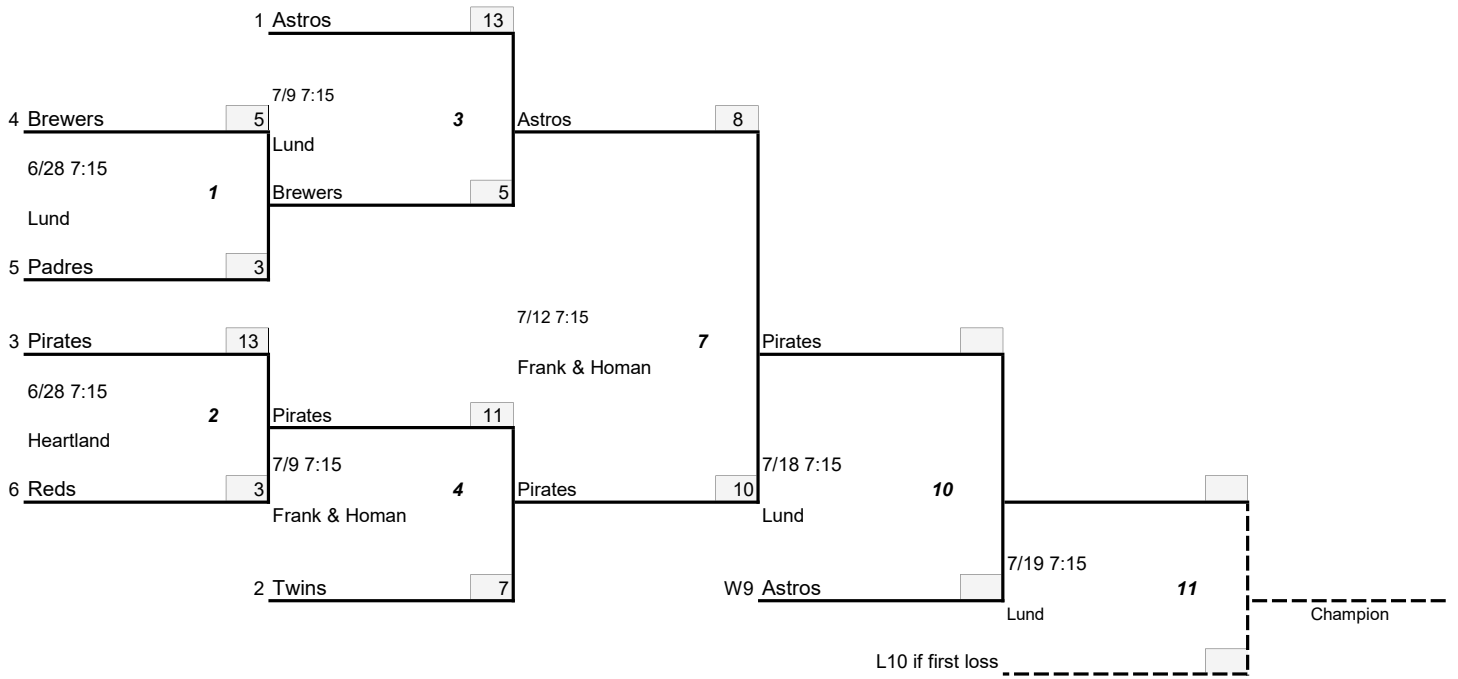 1 Astros 13
7/9 7:15
4 Brewers 5
3
Astros 8
Lund
6/28 7:15
1
Brewers 5
Lund
5 Padres 3
7/12 7:15
3 Pirates 13
7
Pirates
Frank & Homan
6/28 7:15
2
Pirates 11
Heartland
7/9 7:15
7/18 7:15
6 Reds 3
4
Pirates 10
10
Frank & Homan
Lund
7/19 7:15
2 Twins 7
W9 Astros
11
Lund
Champion
L10 if first loss